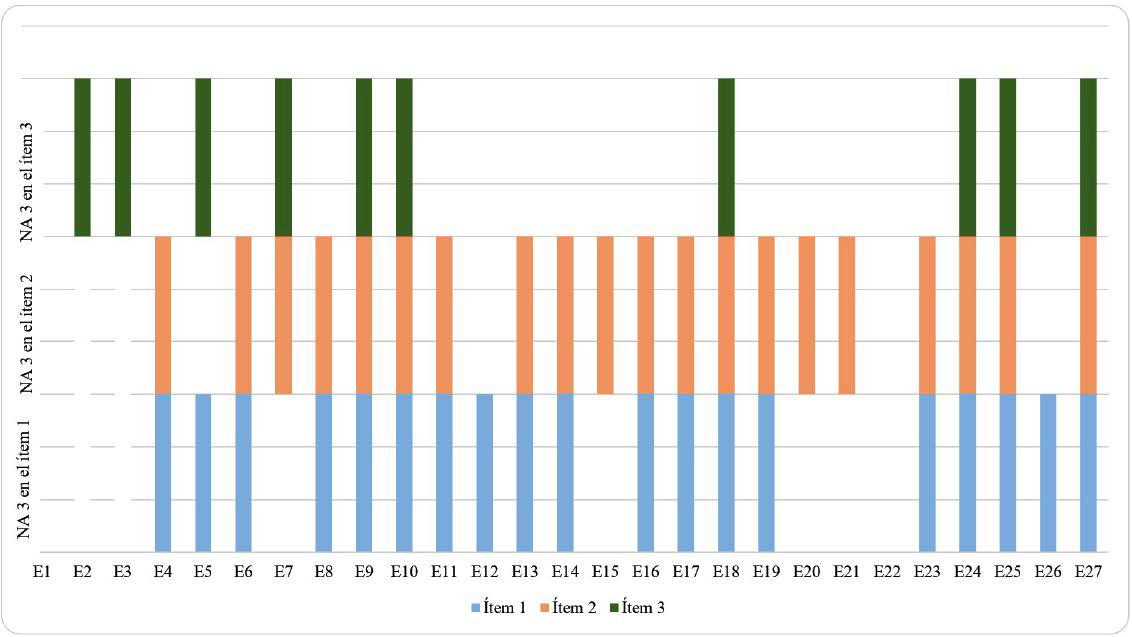 NA 3 en el ítem 3
NA 3 en el ítem 2
NA 3 en el ítem 1
E1 E2 E3 E4 E5 E6 E7 E8 E9 E10 E11 E12 E13 E14 E15 E16 E17 E18 E19 E20 E21 E22 E23 E24 E25 E26 E27
Ítem 1 Ítem 2 Ítem 3